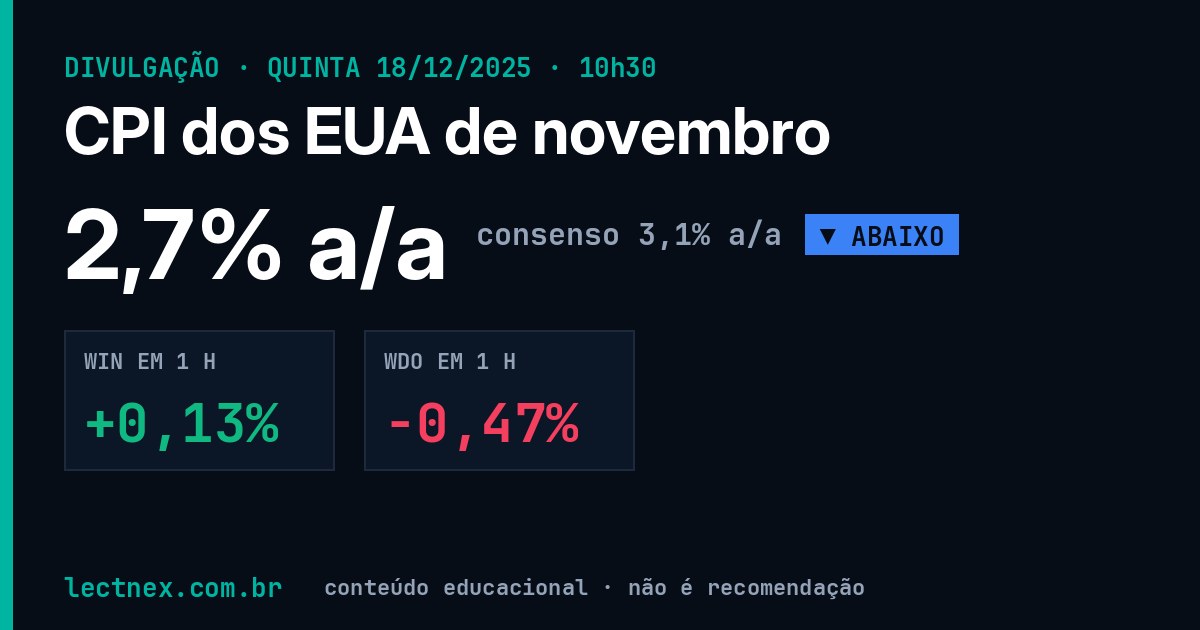 DIVULGAÇÃO · QUINTA 18/12/2025 · 10h30
CPI dos EUA de novembro
2,7% a/a consenso 3,1% a/a ▼ ABAIXO
WIN EM 1 H
+0,13%
WDO EM 1 H
-0,47%
lectnex.com.br conteúdo educacional · não é recomendação